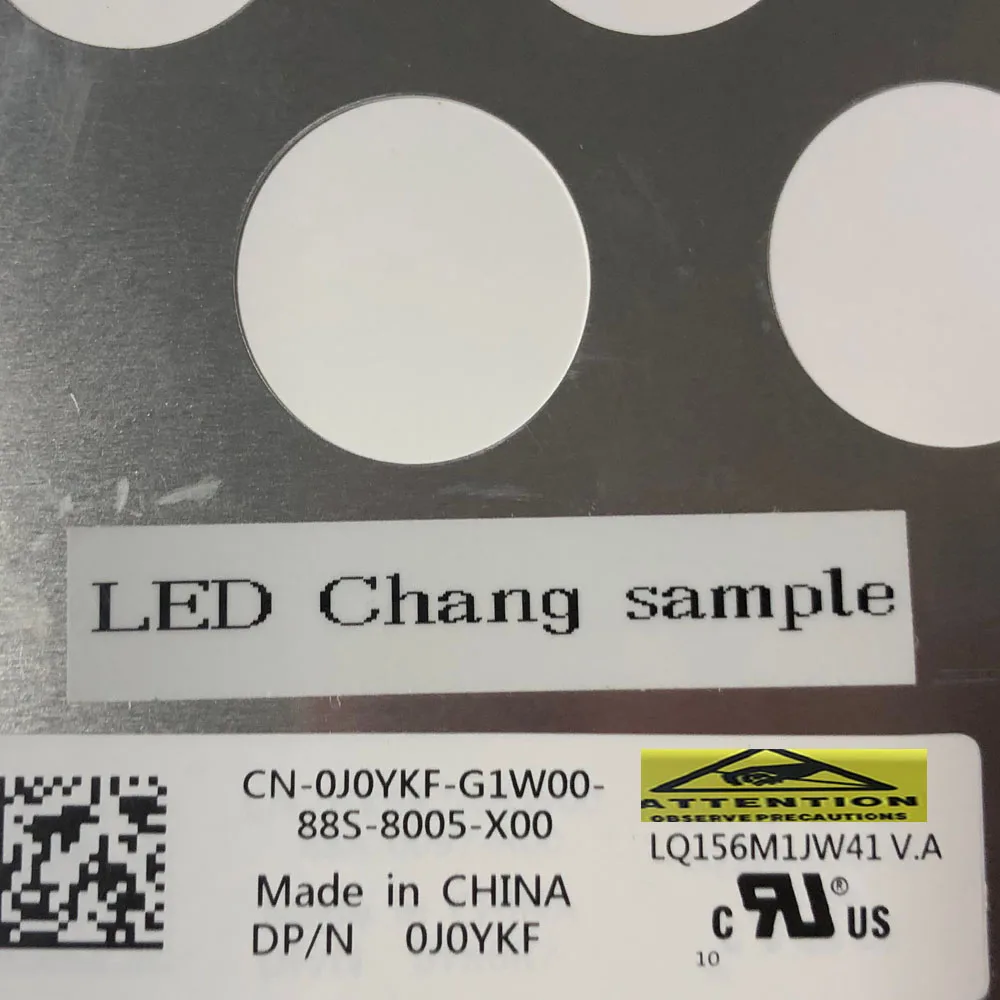 LED Chang sample
CN-0J0YKF-G1W00-
88S-8005-X00
Made in CHINA
DP/N 0J0YKF
ATTENTION
OBSERVE PRECAUTIONS
LQ156M1JW41 V.A
c RU ® US
10